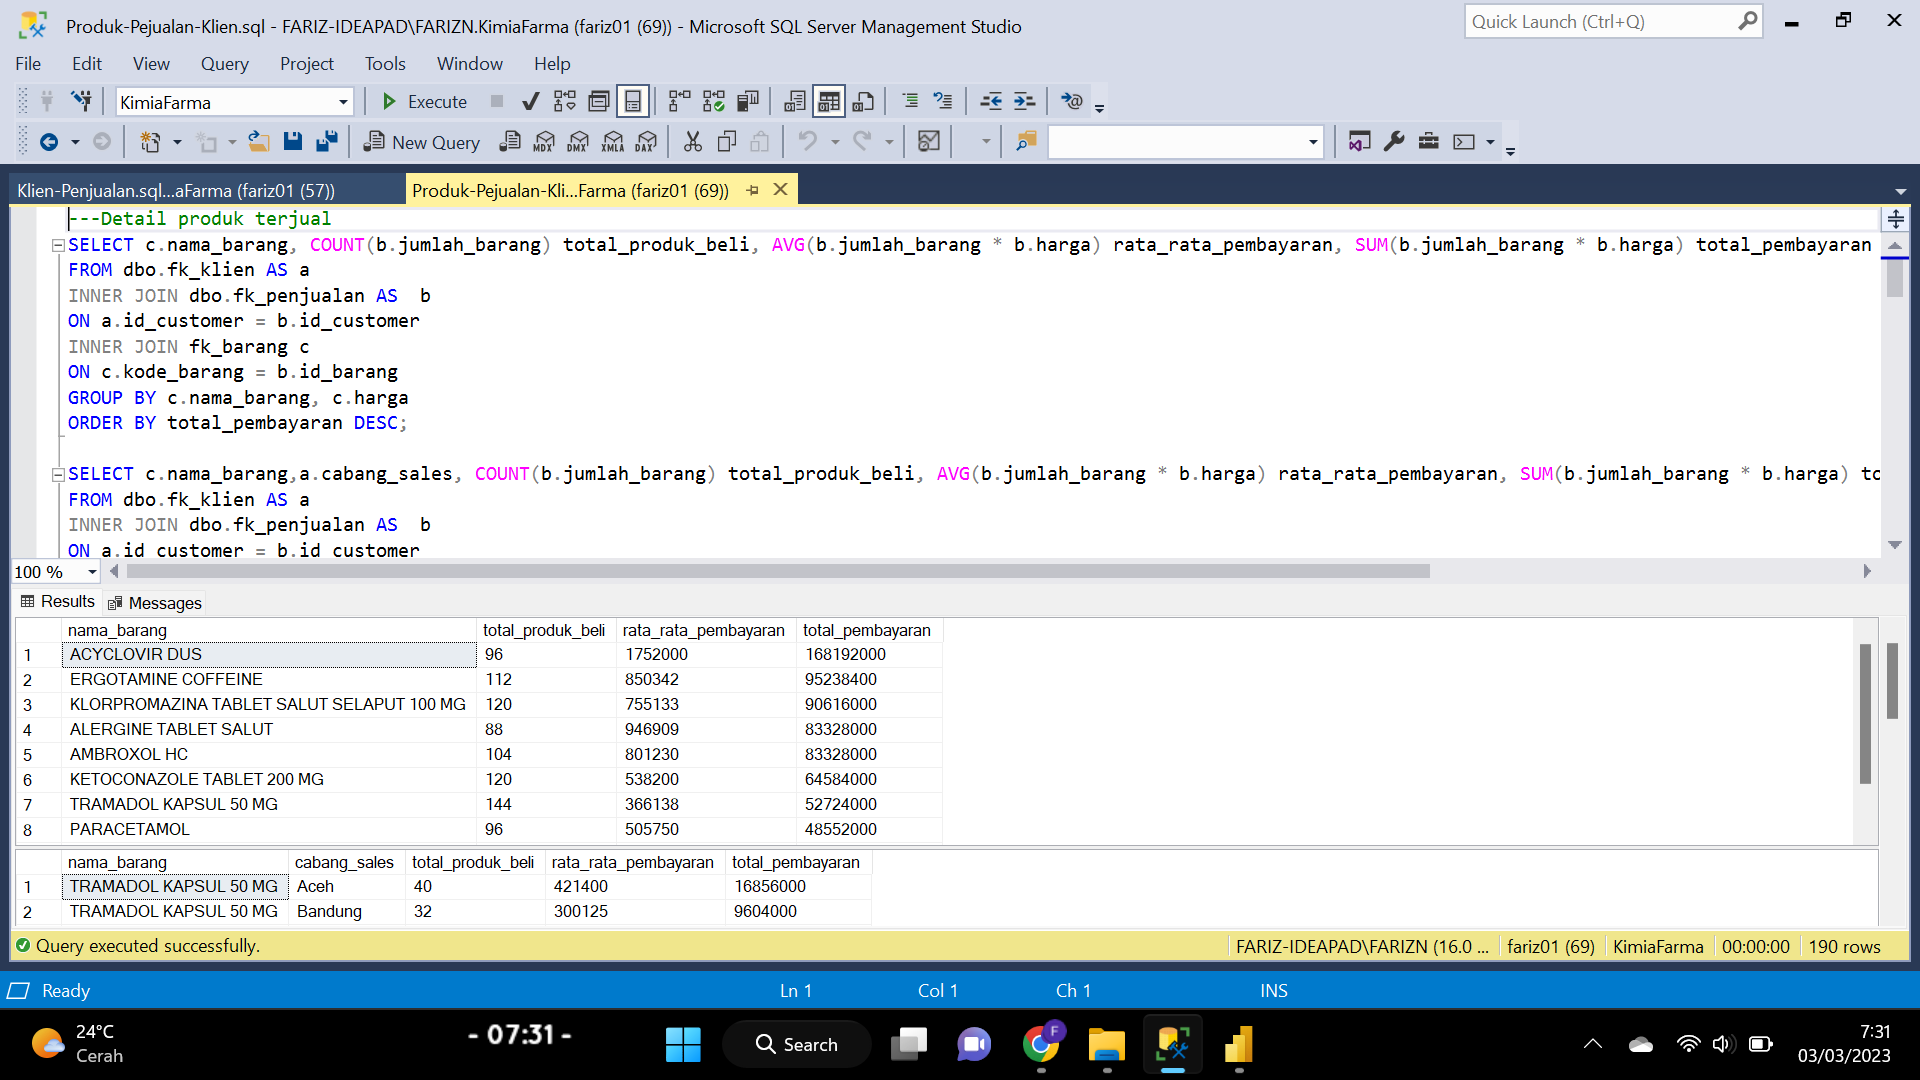 Produk-Pejualan-Klien.sql - FARIZ-IDEAPAD\FARIZN.KimiaFarma (fariz01 (69)) - Microsoft SQL Server Management Studio
Quick Launch (Ctrl+Q)
File Edit View Query Project Tools Window Help
KimiaFarma Execute
New Query MDX DMX XMLA DAX
Klien-Penjualan.sql...aFarma (fariz01 (57)) Produk-Pejualan-Kli...Farma (fariz01 (69))
---Detail produk terjual
SELECT c.nama_barang, COUNT(b.jumlah_barang) total_produk_beli, AVG(b.jumlah_barang * b.harga) rata_rata_pembayaran, SUM(b.jumlah_barang * b.harga) total_pembayaran
FROM dbo.fk_klien AS a
INNER JOIN dbo.fk_penjualan AS  b
ON a.id_customer = b.id_customer
INNER JOIN fk_barang c
ON c.kode_barang = b.id_barang
GROUP BY c.nama_barang, c.harga
ORDER BY total_pembayaran DESC;
SELECT c.nama_barang,a.cabang_sales, COUNT(b.jumlah_barang) total_produk_beli, AVG(b.jumlah_barang * b.harga) rata_rata_pembayaran, SUM(b.jumlah_barang * b.harga) to
FROM dbo.fk_klien AS a
INNER JOIN dbo.fk_penjualan AS  b
ON a.id_customer = b.id_customer
100 %
Results Messages
nama_barang total_produk_beli rata_rata_pembayaran total_pembayaran
1 ACYCLOVIR DUS 96 1752000 168192000
2 ERGOTAMINE COFFEINE 112 850342 95238400
3 KLORPROMAZINA TABLET SALUT SELAPUT 100 MG 120 755133 90616000
4 ALERGINE TABLET SALUT 88 946909 83328000
5 AMBROXOL HC 104 801230 83328000
6 KETOCONAZOLE TABLET 200 MG 120 538200 64584000
7 TRAMADOL KAPSUL 50 MG 144 366138 52724000
8 PARACETAMOL 96 505750 48552000
nama_barang cabang_sales total_produk_beli rata_rata_pembayaran total_pembayaran
1 TRAMADOL KAPSUL 50 MG Aceh 40 421400 16856000
2 TRAMADOL KAPSUL 50 MG Bandung 32 300125 9604000
Query executed successfully. FARIZ-IDEAPAD\FARIZN (16.0 ... fariz01 (69) KimiaFarma 00:00:00 190 rows
Ready Ln 1 Col 1 Ch 1 INS
24°C
Cerah
- 07:31 -
Search
F
7:31
03/03/2023